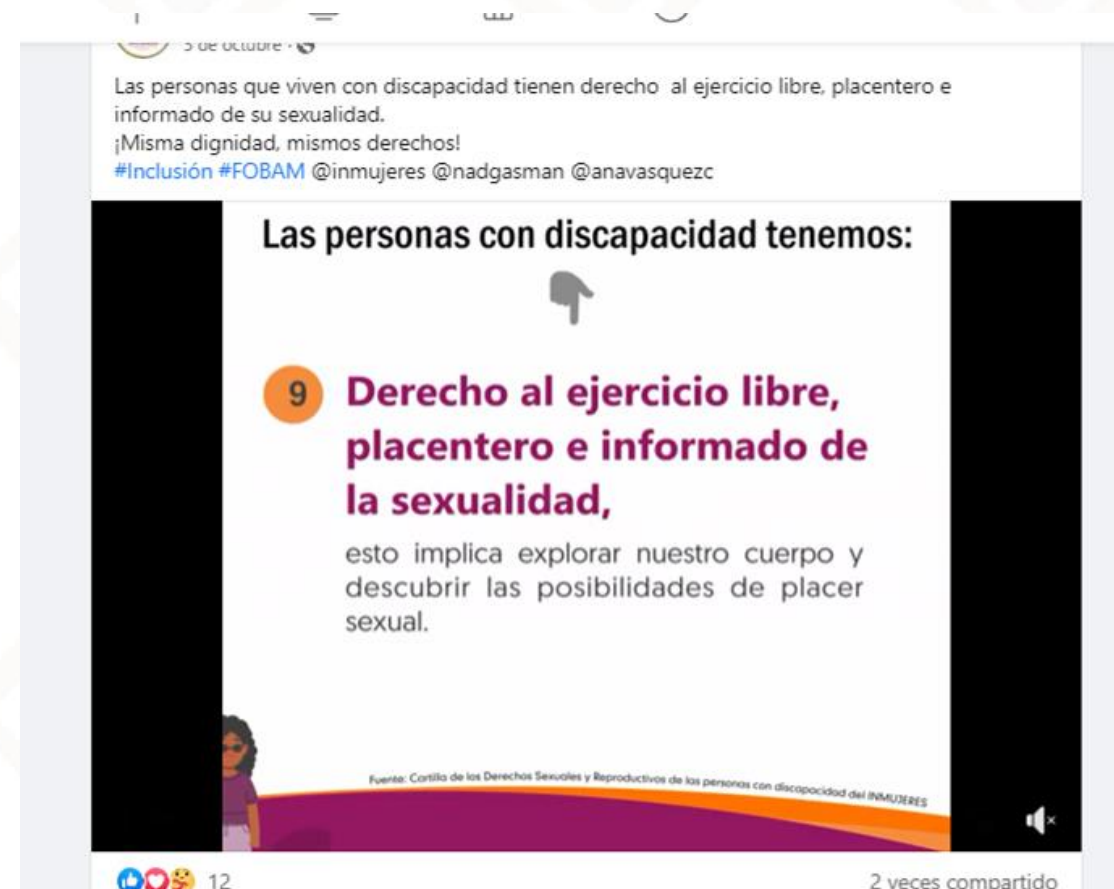 5 de octubre ·
Las personas que viven con discapacidad tienen derecho al ejercicio libre, placentero e
informado de su sexualidad.
¡Misma dignidad, mismos derechos!
#Inclusión #FOBAM @inmujeres @nadgasman @anavasquezc
Las personas con discapacidad tenemos:
9 Derecho al ejercicio libre,
placentero e informado de
la sexualidad,
esto implica explorar nuestro cuerpo y
descubrir las posibilidades de placer
sexual.
Fuente: Cartilla de los Derechos Sexuales y Reproductivos de las personas con discapacidad del INMUJERES
12 2 veces compartido